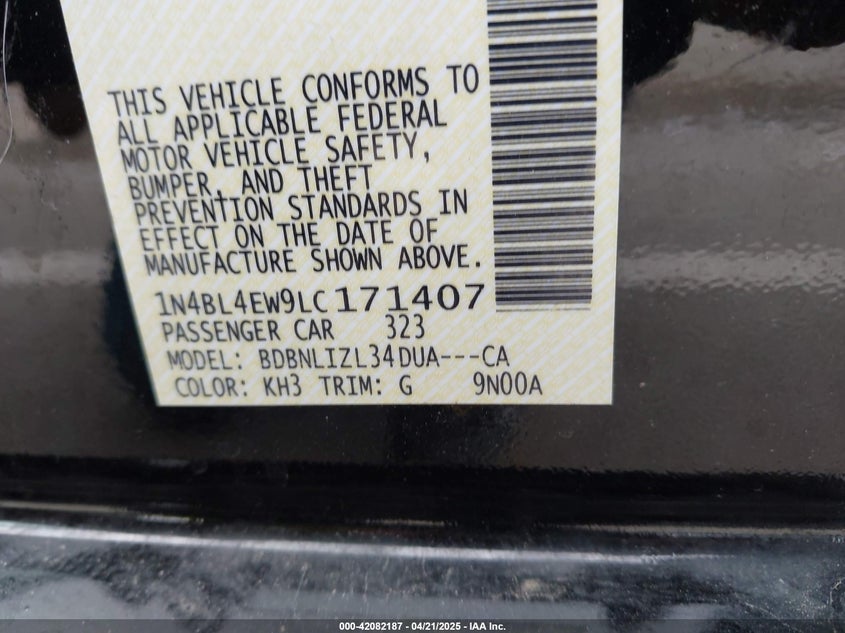 THIS VEHICLE CONFORMS TO
ALL APPLICABLE FEDERAL
MOTOR VEHICLE SAFETY,
BUMPER, AND THEFT
PREVENTION STANDARDS IN
EFFECT ON THE DATE OF
MANUFACTURE SHOWN ABOVE.
1N4BL4EW9LC171407
PASSENGER CAR 323
MODEL: BDBNLIZL34DUA---CA
COLOR: KH3 TRIM: G 9N00A
000-42082187 - 04/21/2025 - IAA Inc.